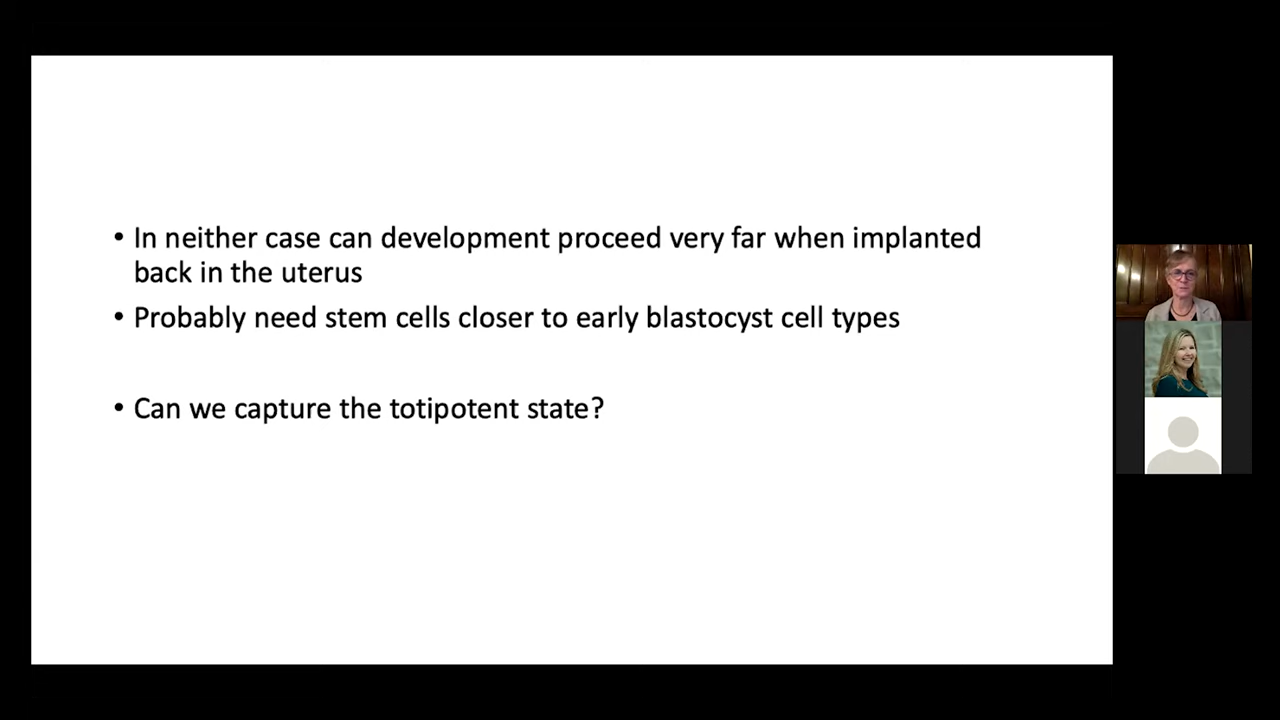 • In neither case can development proceed very far when implanted
back in the uterus
• Probably need stem cells closer to early blastocyst cell types
• Can we capture the totipotent state?